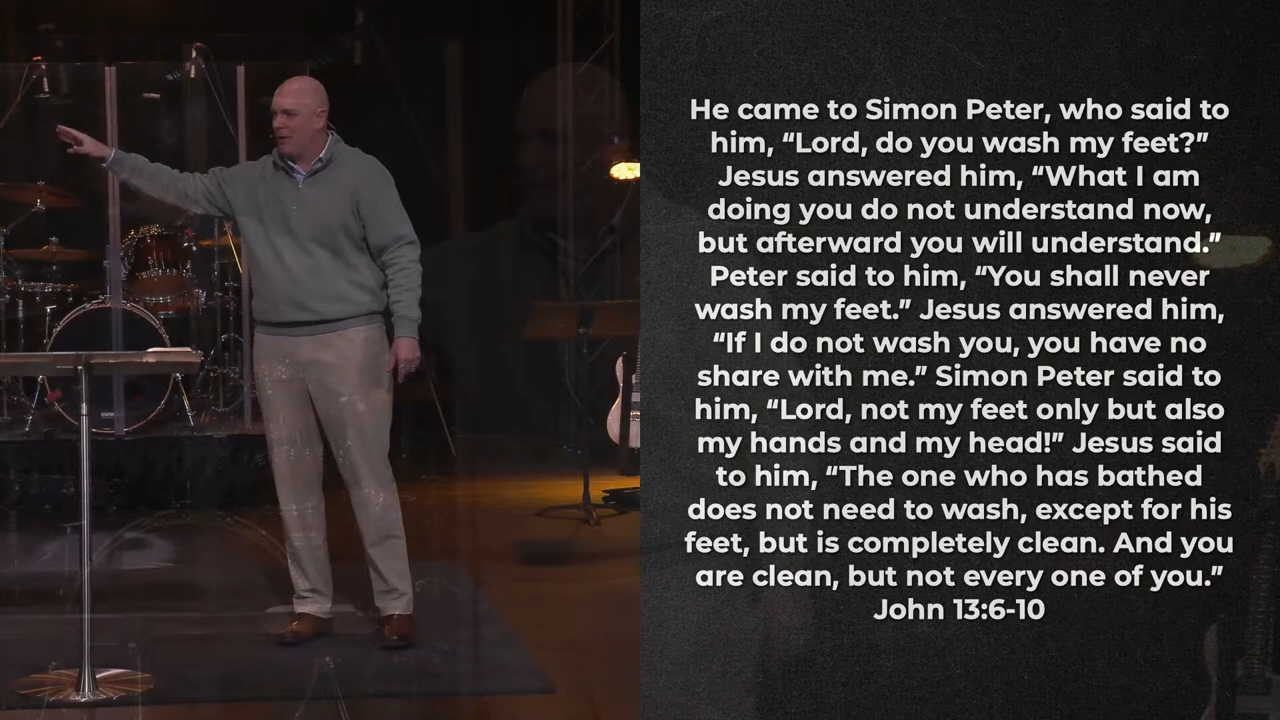 He came to Simon Peter, who said to
him, “Lord, do you wash my feet?”
Jesus answered him, “What I am
doing you do not understand now,
but afterward you will understand.”
Peter said to him, “You shall never
wash my feet.” Jesus answered him,
“If I do not wash you, you have no
share with me.” Simon Peter said to
him, “Lord, not my feet only but also
my hands and my head!” Jesus said
to him, “The one who has bathed
does not need to wash, except for his
feet, but is completely clean. And you
are clean, but not every one of you.”
John 13:6-10